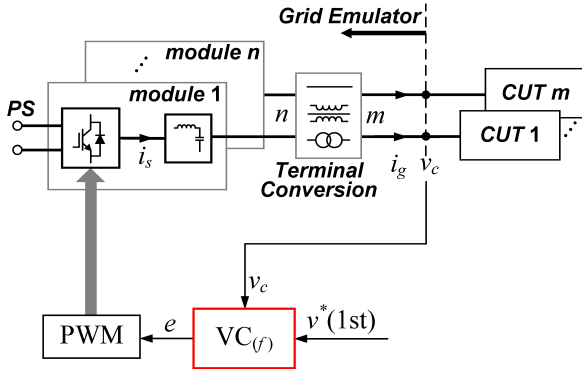 Grid Emulator
module n
module 1
PS
i_s
n
m
Terminal
Conversion
i_g
v_c
CUT m
CUT 1
v_c
PWM
e
VC_(f)
v*(1st)